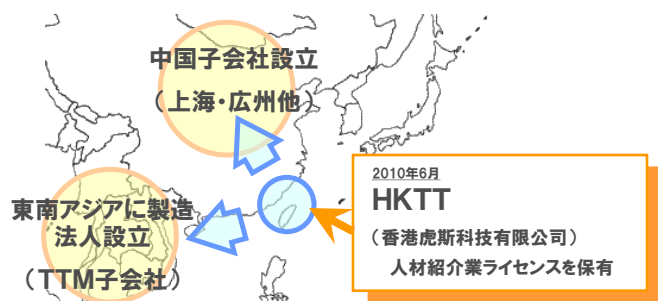 中国子会社設立
（上海・広州他）
東南アジアに製造
法人設立
（TTM子会社）
2010年6月
HKTT
（香港虎斯科技有限公司）
人材紹介業ライセンスを保有